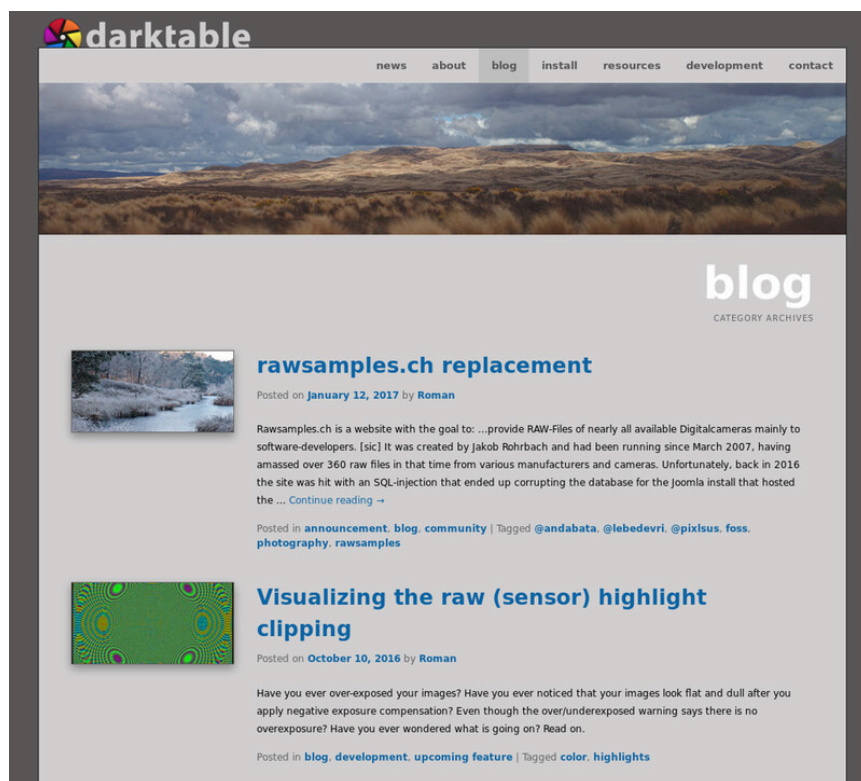 darktable
news about blog install resources development contact
blog
CATEGORY ARCHIVES
rawsamples.ch replacement
Posted on January 12, 2017 by Roman
Rawsamples.ch is a website with the goal to: ...provide RAW-Files of nearly all available Digitalcameras mainly to
software-developers. [sic] It was created by Jakob Rohrbach and had been running since March 2007, having
amassed over 360 raw files in that time from various manufacturers and cameras. Unfortunately, back in 2016
the site was hit with an SQL-injection that ended up corrupting the database for the Joomla install that hosted
the ... Continue reading →
Posted in announcement, blog, community | Tagged @andabata, @lebedevri, @pixlsus, foss,
photography, rawsamples
Visualizing the raw (sensor) highlight
clipping
Posted on October 10, 2016 by Roman
Have you ever over-exposed your images? Have you ever noticed that your images look flat and dull after you
apply negative exposure compensation? Even though the over/underexposed warning says there is no
overexposure? Have you ever wondered what is going on? Read on.
Posted in blog, development, upcoming feature | Tagged color, highlights